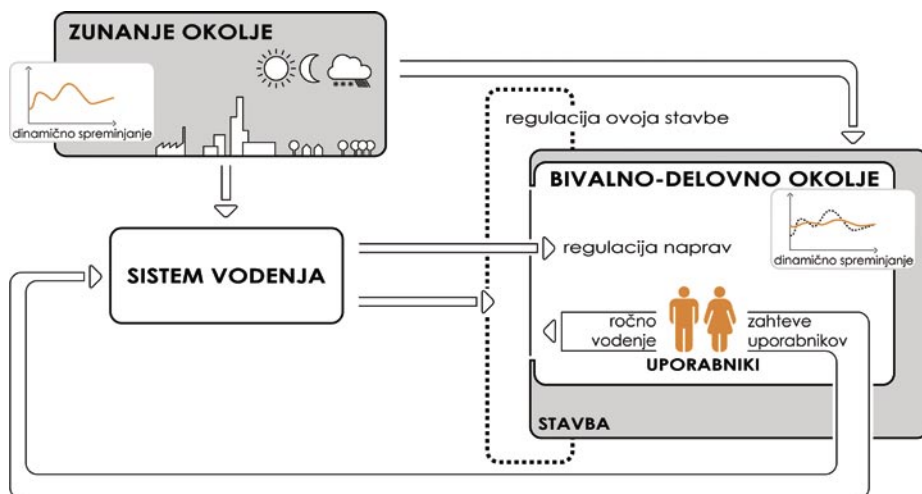 ZUNANJE OKOLJE
dinamično spreminjanje
regulacija ovoja stavbe
BIVALNO-DELOVNO OKOLJE
dinamično spreminjanje
regulacija naprav
SISTEM VODENJA
ročno
vodenje
zahteve
uporabnikov
UPORABNIKI
STAVBA